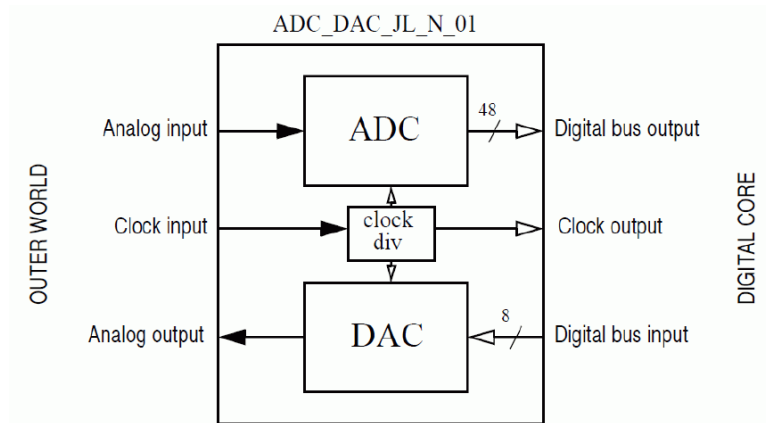 ADC_DAC_JL_N_01
48
Analog input
ADC
Digital bus output
OUTER WORLD
Clock input
clock
div
Clock output
DIGITAL CORE
8
Analog output
DAC
Digital bus input